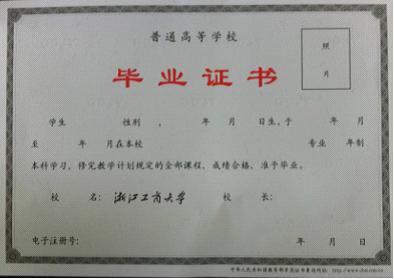 普通高等学校
照
片
毕业证书
学生 性别 , 年 月 日生,于 年 月
至 年 月在本校 专业 年制
本科学习,修完教学计划规定的全部课程,成绩合格,准予毕业。
校 名:浙江工商大学 校 长:
电子注册号: 年 月 日